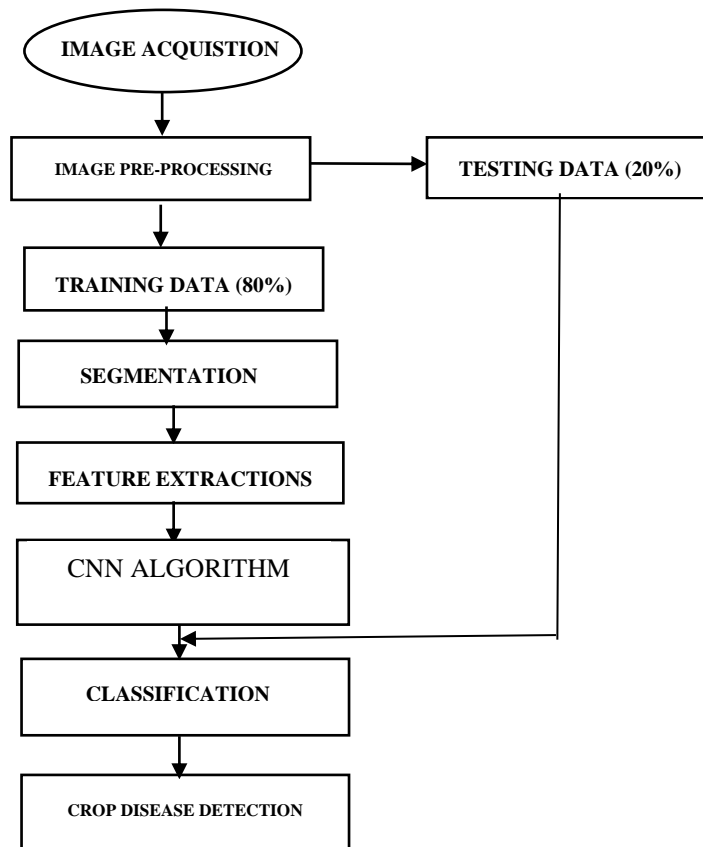 IMAGE ACQUISTION
IMAGE PRE-PROCESSING
TESTING DATA (20%)
TRAINING DATA (80%)
SEGMENTATION
FEATURE EXTRACTIONS
CNN ALGORITHM
CLASSIFICATION
CROP DISEASE DETECTION